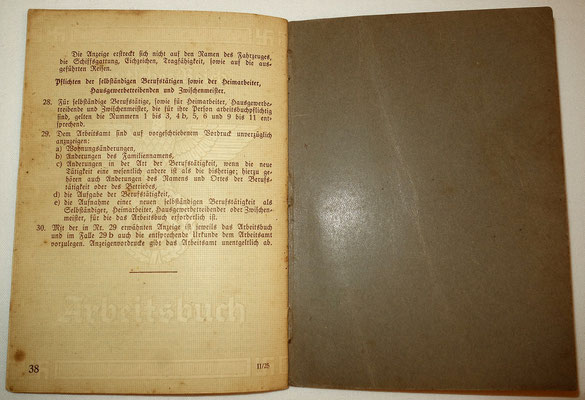 Die Anzeige erstreckt sich nicht auf den Namen des Fahrzeuges,
die Schiffsgattung, Eichzeichen, Tragfähigkeit, sowie auf die aus-
geführten Reisen.
Pflichten der selbständigen Berufstätigen sowie der Heimarbeiter,
Hausgewerbetreibenden und Zwischenmeister.
28. Für selbständige Berufstätige, sowie für Heimarbeiter, Hausgewerbe-
treibende und Zwischenmeister, die für ihre Person arbeitsbuchpflichtig
sind, gelten die Nummern 1 bis 3, 4 b, 5, 6 und 9 bis 11 ent-
sprechend.
29. Dem Arbeitsamt sind auf vorgeschriebenem Vordruck unverzüglich
anzuzeigen:
a) Wohnungsänderungen,
b) Änderungen des Familiennamens,
c) Änderungen in der Art der Berufstätigkeit, wenn die neue
Tätigkeit eine wesentlich andere ist als die bisherige; hierzu ge-
hören auch Änderungen des Namens und Ortes der Berufs-
tätigkeit oder des Betriebes,
d) die Aufgabe der Berufstätigkeit,
e) die Aufnahme einer neuen selbständigen Berufstätigkeit als
Selbständiger, Heimarbeiter, Hausgewerbetreibender oder Zwischen-
meister, für die das Arbeitsbuch erforderlich ist.
30. Mit der in Nr. 29 erwähnten Anzeige ist jeweils das Arbeitsbuch
und im Falle 29 b auch die entsprechende Urkunde dem Arbeitsamt
vorzulegen. Anzeigenvordrucke gibt das Arbeitsamt unentgeltlich ab.
Arbeitsbuch
38